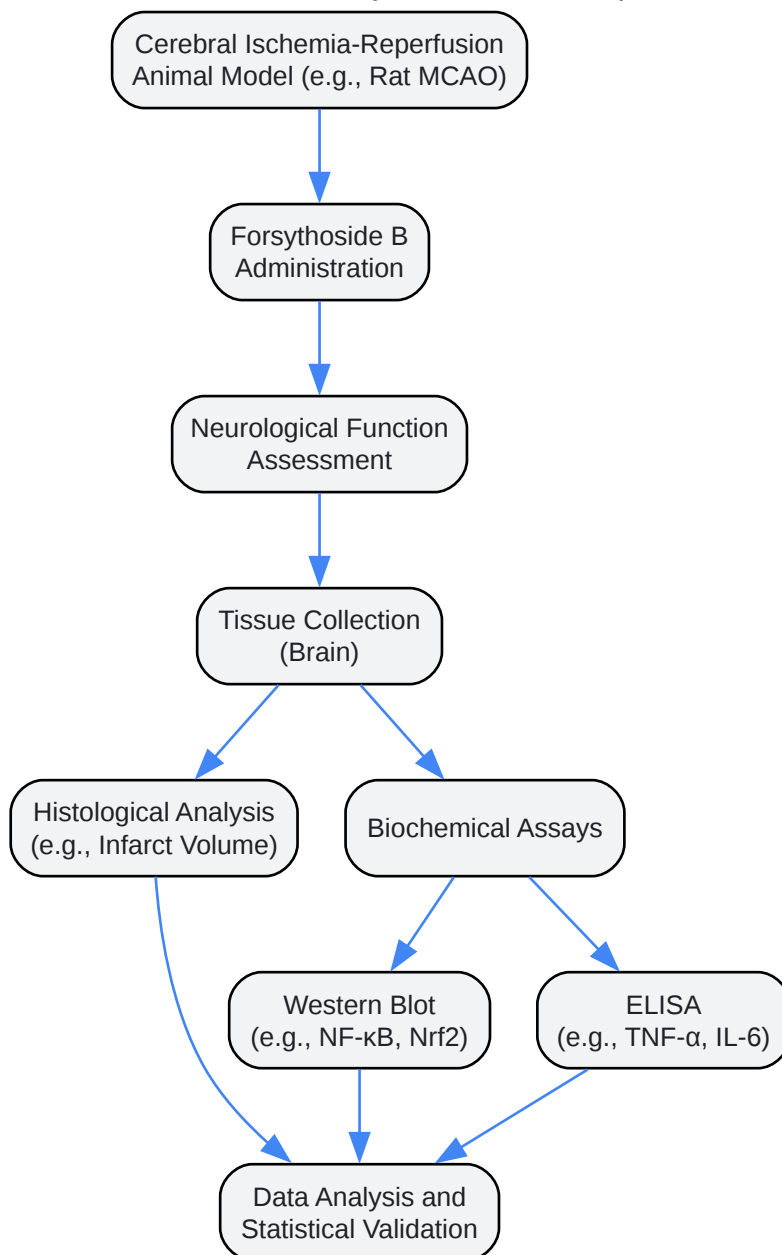 Cerebral Ischemia-Reperfusion
Animal Model (e.g., Rat MCAO)
Forsythoside B
Administration
Neurological Function
Assessment
Tissue Collection
(Brain)
Histological Analysis
(e.g., Infarct Volume)
Biochemical Assays
Western Blot
(e.g., NF-κB, Nrf2)
ELISA
(e.g., TNF-α, IL-6)
Data Analysis and
Statistical Validation